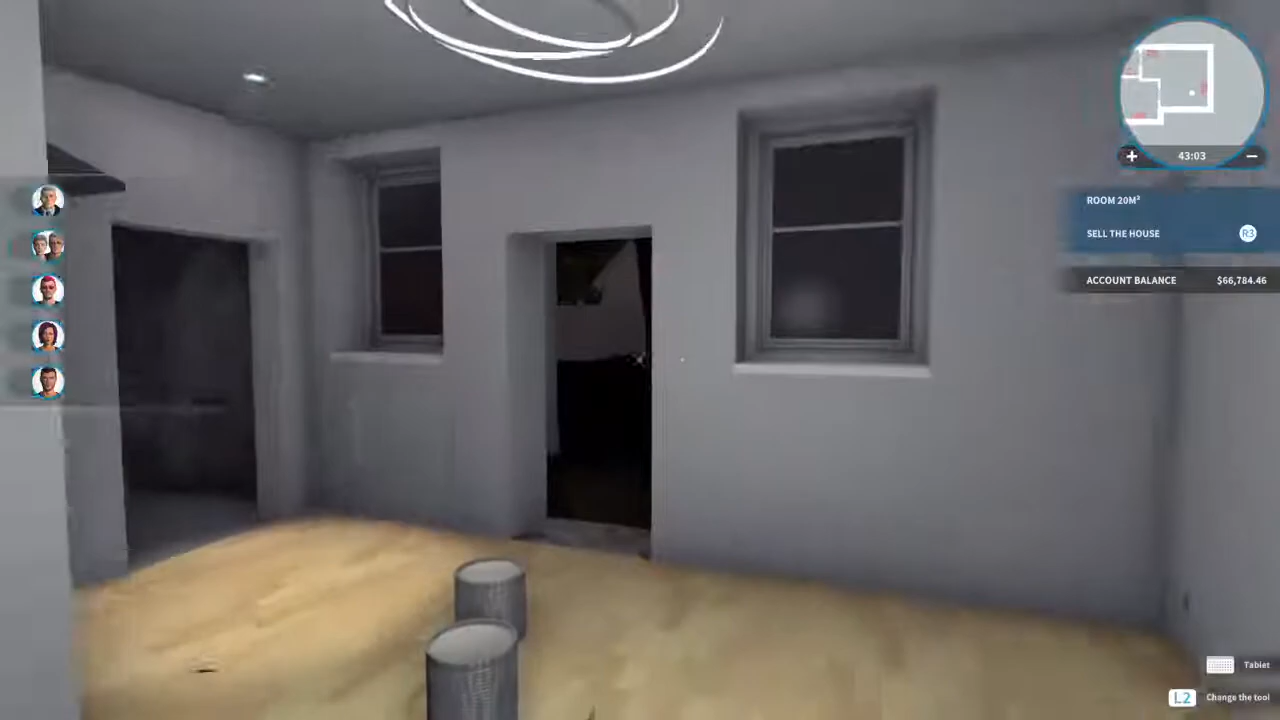 43:03
ROOM 20M²
SELL THE HOUSE R3
ACCOUNT BALANCE $66,784.46
Tablet
L2 Change the tool